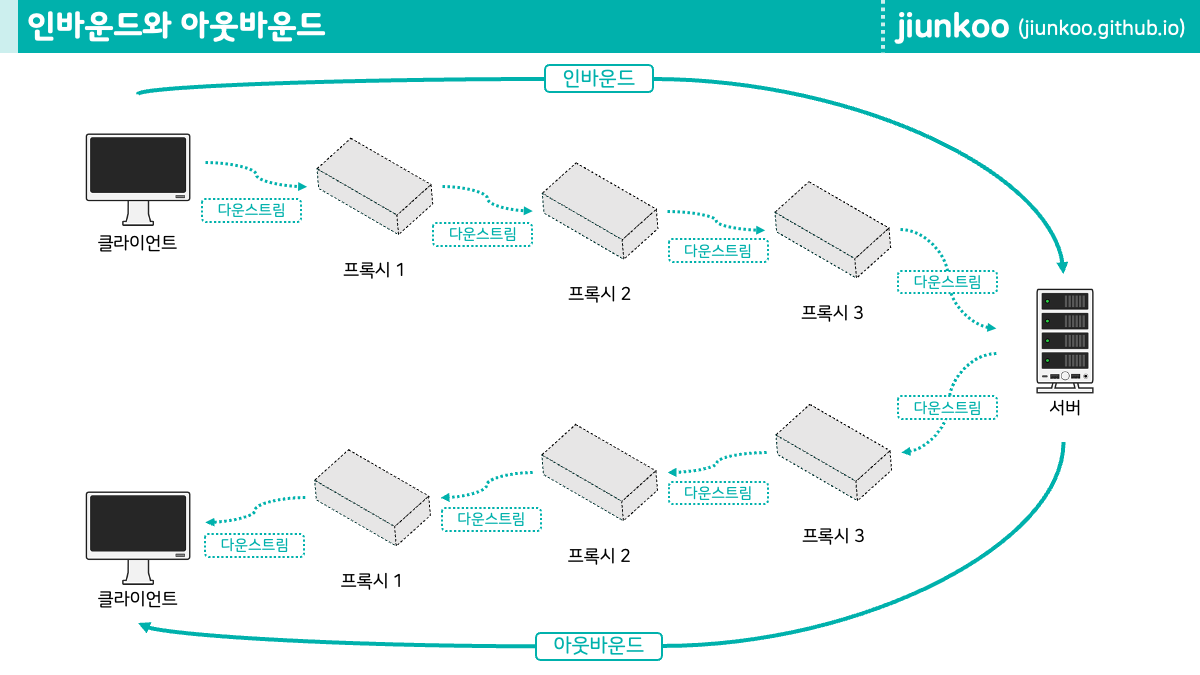 인바운드와 아웃바운드
jiunkoo (jiunkoo.github.io)
인바운드
클라이언트
다운스트림
프록시 1
다운스트림
프록시 2
다운스트림
프록시 3
다운스트림
서버
다운스트림
프록시 3
다운스트림
프록시 2
다운스트림
프록시 1
다운스트림
클라이언트
아웃바운드